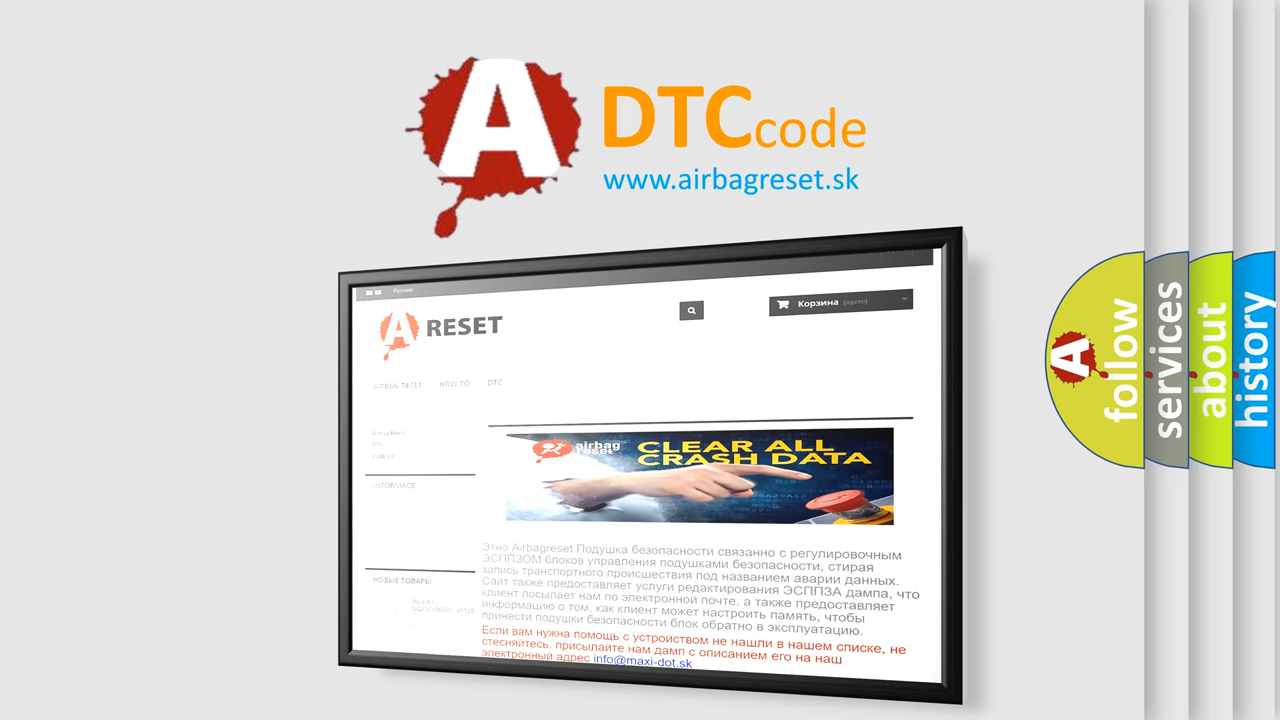 A
DTCcode
www.airbagreset.sk
Русский
A RESET
Корзина (пусто)
AIRBAG RESET HOW TO DTC
INFORMACE
НОВЫЕ ТОВАРЫ
airbag
reset
CLEAR ALL
CRASH DATA
Этно Airbagreset Подушка безопасности связанно с регулировочным
ЭСППЗОМ блоков управления подушками безопасности, стирая
запись транспортного происшествия под названием аварии данных.
Сайт также предоставляет услуги редактирования ЭСППЗА дампа, что
клиент посылает нам по электронной почте, а также предоставляет
информацию о том, как клиент может настроить память, чтобы
принести подушки безопасности блок обратно в эксплуатацию.
Если вам нужна помощь с устройством не нашли в нашем списке, не
стесняйтесь, присылайте нам дамп с описанием его на наш
электронный адрес info@maxi-dot.sk
A
follow
services
about
history